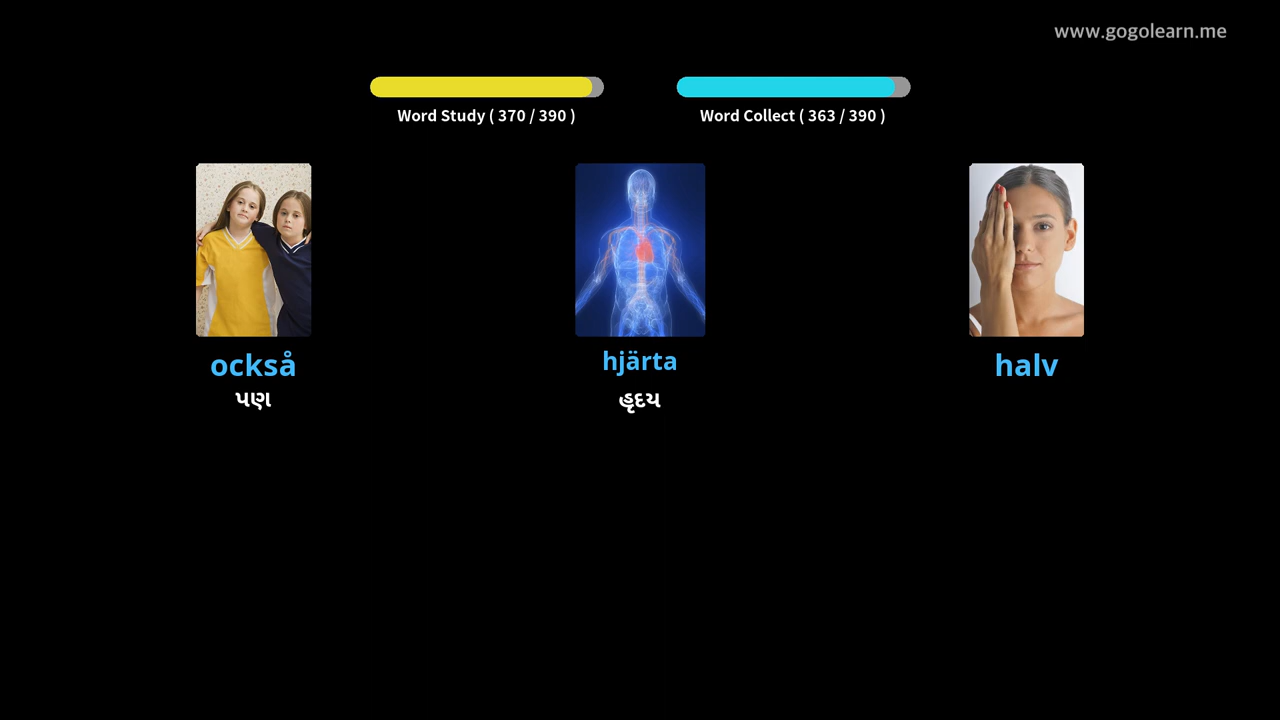 www.gogolearn.me
Word Study ( 370 / 390 )
Word Collect ( 363 / 390 )
också
hjärta
halv
પણ
હૃદય